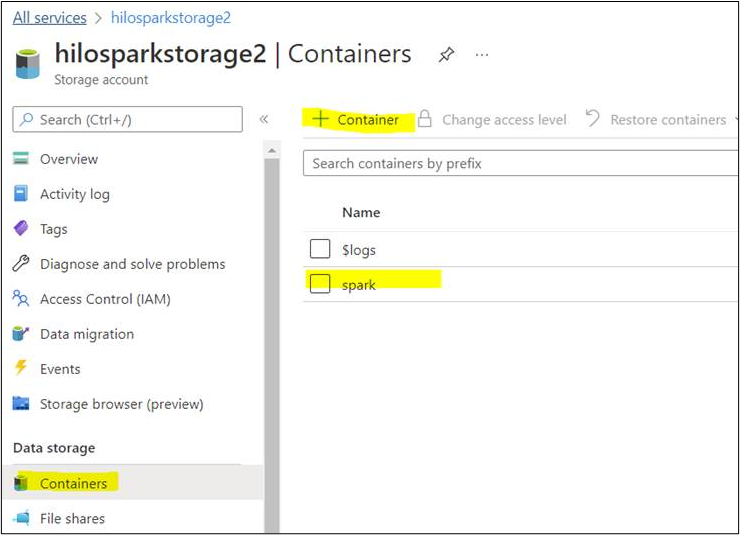 All services > hilosparkstorage2
hilosparkstorage2 | Containers
Storage account
Search (Ctrl+/)
«
+ Container
Change access level
Restore containers
Search containers by prefix
Overview
Activity log
Tags
Diagnose and solve problems
Access Control (IAM)
Data migration
Events
Storage browser (preview)
Data storage
Containers
File shares
Name
$logs
spark